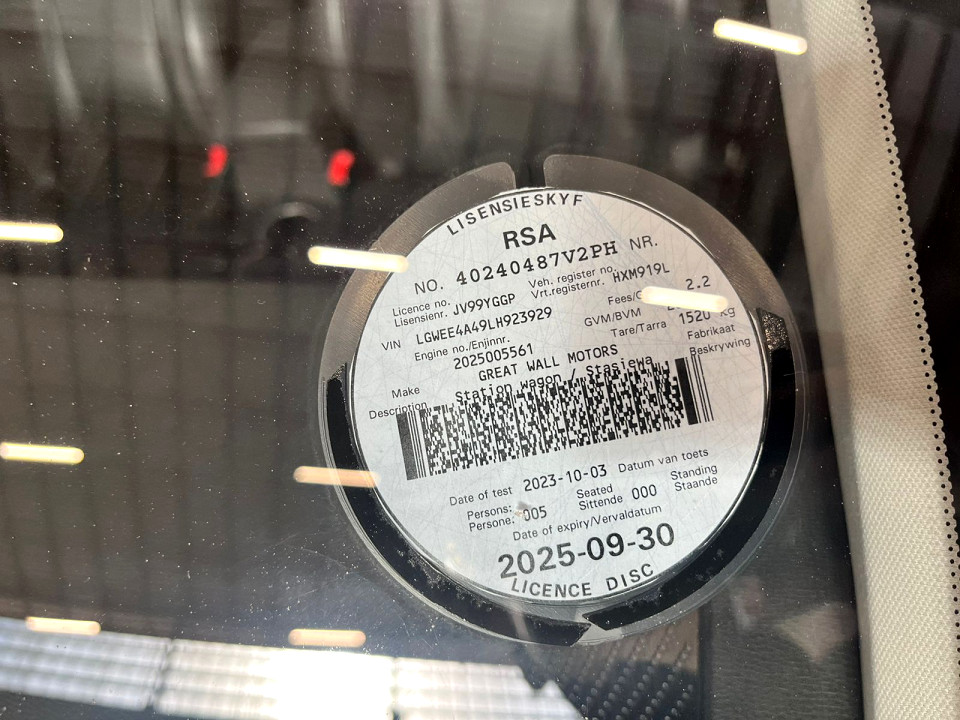 LISENSIESKYF
RSA
NO. 40240487V2PH NR.
Licence no. Lisensienr. JV99YGGP Veh. register no. Vrt.registernr. HXM919L
VIN LGWEE4A49LH923929 2.2
Engine no./Enjinnr. GVM/BVM
2025005561 Tare/Tarra 1520 kg
Make GREAT WALL MOTORS Fabrikaat
Description Station wagon / Stasiewa Beskrywing
Date of test 2023-10-03 Datum van toets
Persons: Persone: 005 Seated Sittende 000 Standing Staande
Date of expiry/Vervaldatum
2025-09-30
LICENCE DISC